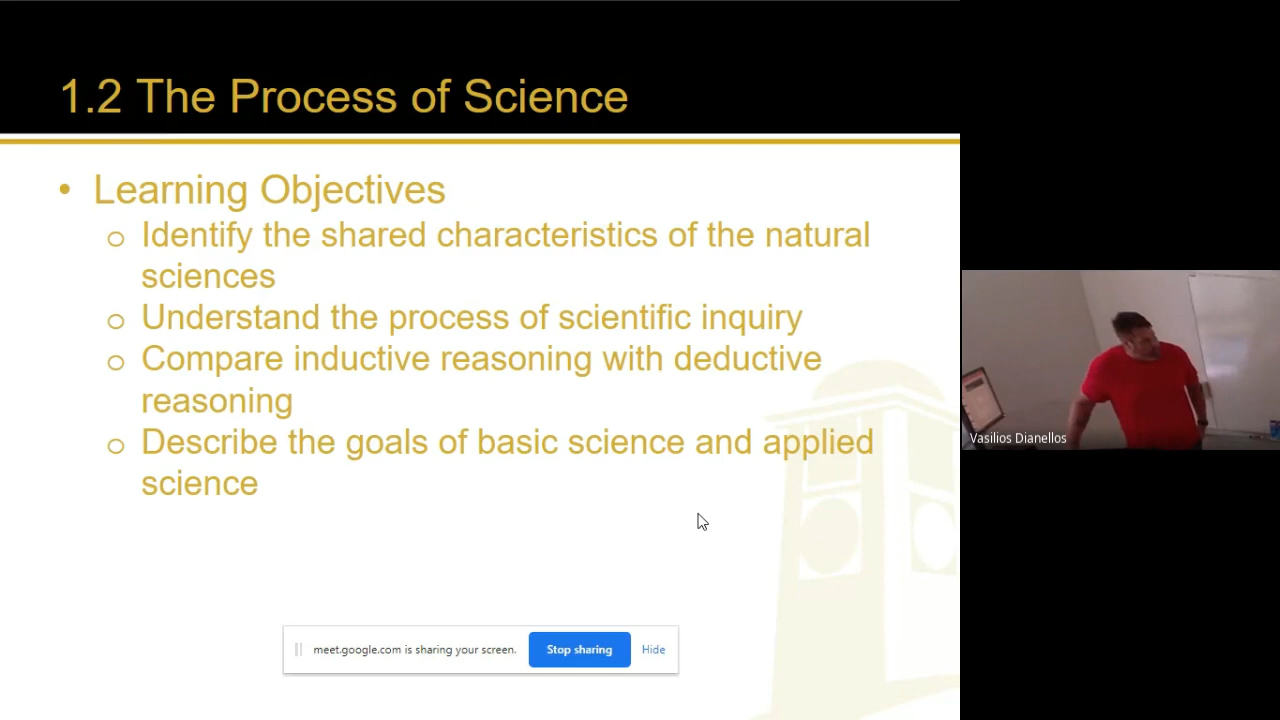 1.2 The Process of Science
• Learning Objectives
o Identify the shared characteristics of the natural
sciences
o Understand the process of scientific inquiry
o Compare inductive reasoning with deductive
reasoning
o Describe the goals of basic science and applied
science
meet.google.com is sharing your screen.
Stop sharing
Hide
Vasilios Dianellos